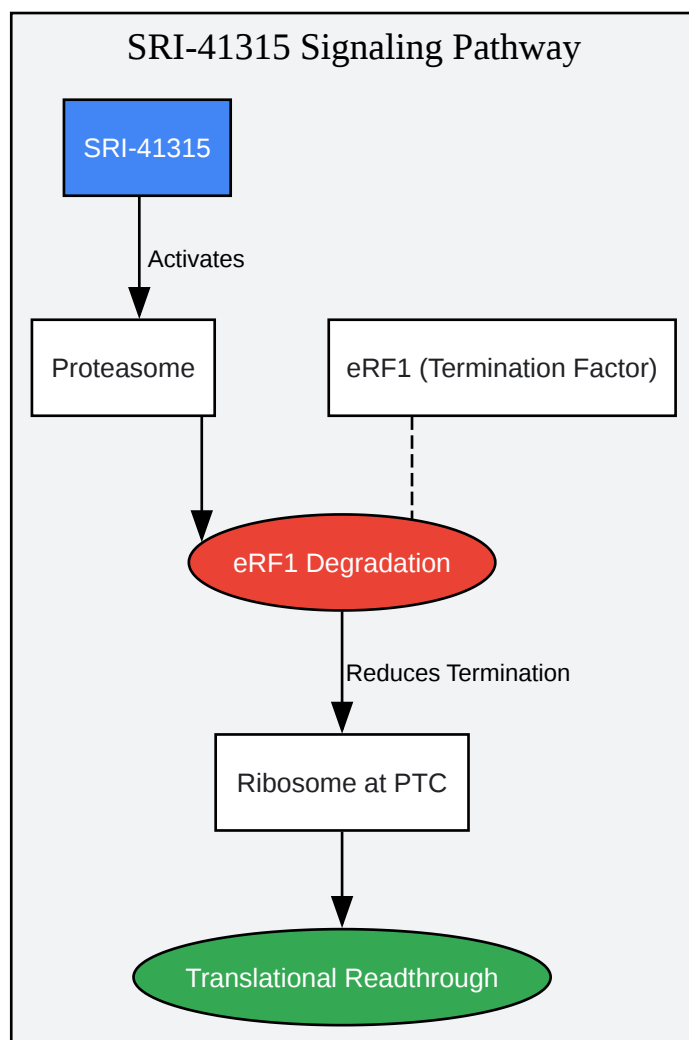 SRI-41315 Signaling Pathway
SRI-41315
Activates
Proteasome
eRF1 (Termination Factor)
eRF1 Degradation
Reduces Termination
Ribosome at PTC
Translational Readthrough